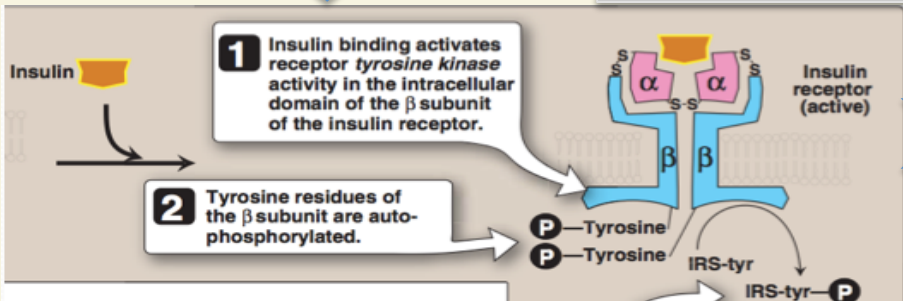 Insulin
1
Insulin binding activates
receptor tyrosine kinase
activity in the intracellular
domain of the β subunit
of the insulin receptor.
2
Tyrosine residues of
the β subunit are auto-
phosphorylated.
S
S
S
S
α
α
S-S
β
β
Insulin
receptor
(active)
P—Tyrosine
P—Tyrosine
IRS-tyr
IRS-tyr—P